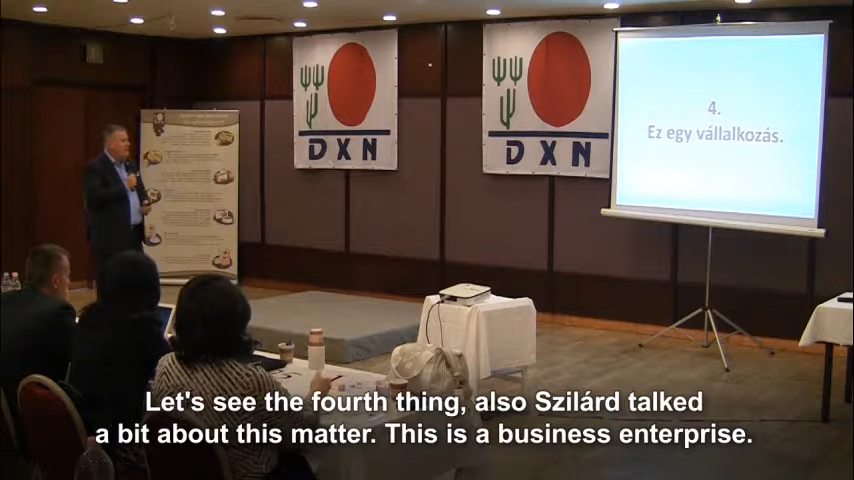 DXN
DXN
4.
Ez egy vállalkozás.
Let's see the fourth thing, also Szilárd talked
a bit about this matter. This is a business enterprise.